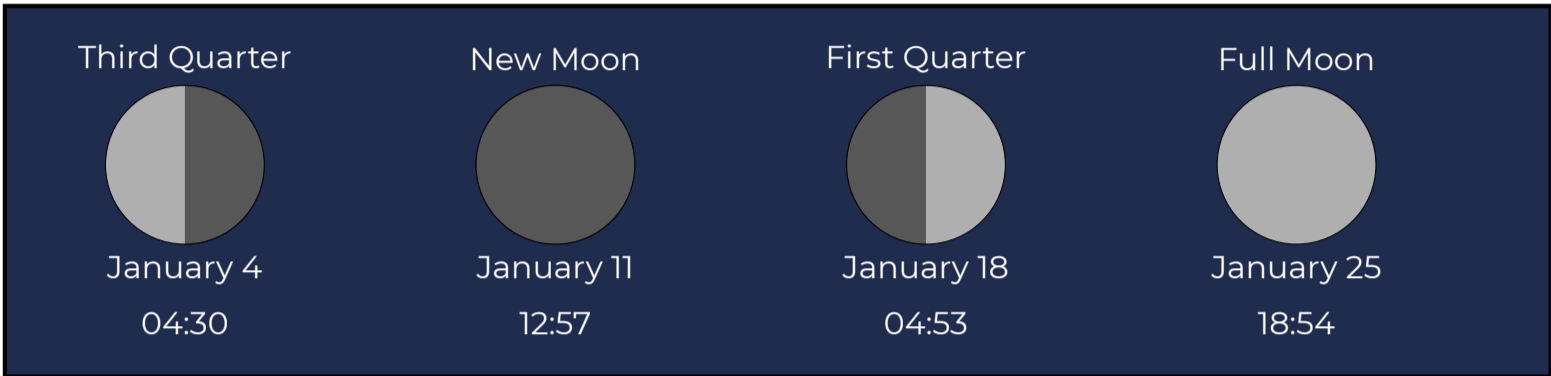 Third Quarter
New Moon
First Quarter
Full Moon
January 4
January 11
January 18
January 25
04:30
12:57
04:53
18:54